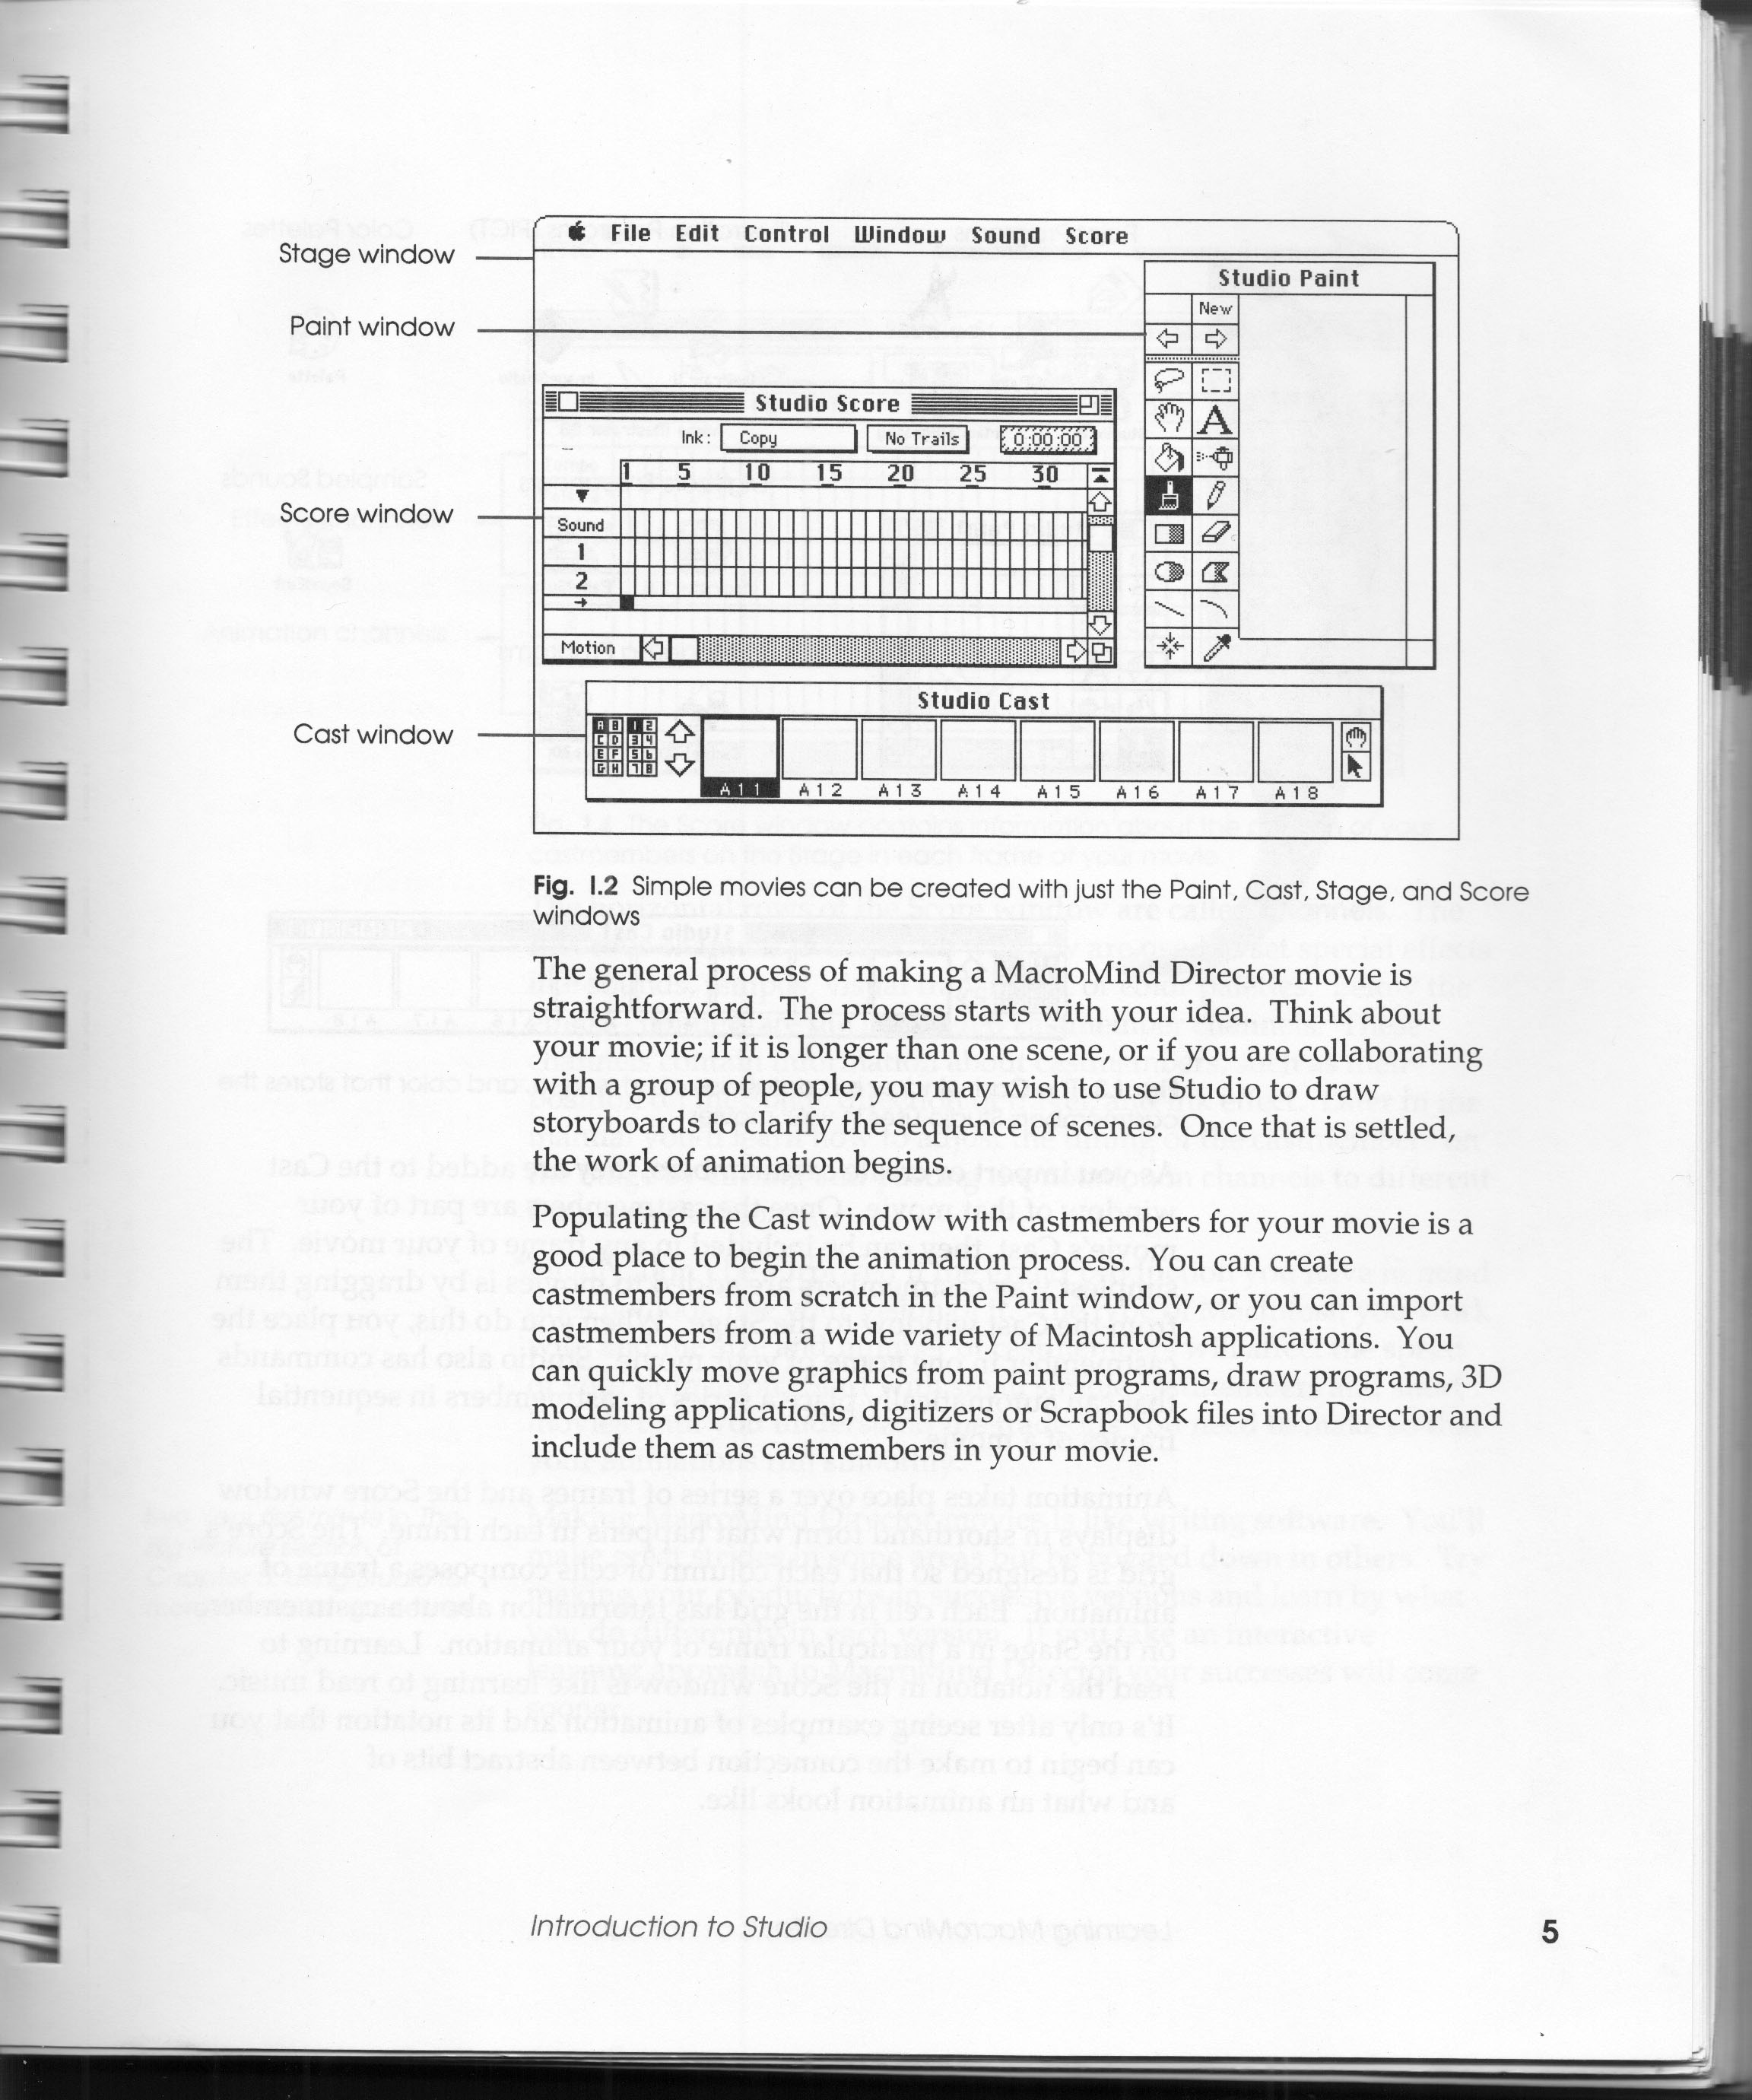 File Edit Control Window Sound Score
Stage window
Studio Paint
New
Paint window
A
Studio Score
Ink: Copy No Trails 0:00:00
1 5 10 15 20 25 30
Score window
Sound
1
2
Motion
Studio Cast
Cast window
A B 1 2
C D 3 4
E F 5 6
G H 7 8
A11 A12 A13 A14 A15 A16 A17 A18
Fig. I.2 Simple movies can be created with just the Paint, Cast, Stage, and Score
windows
The general process of making a MacroMind Director movie is
straightforward. The process starts with your idea. Think about
your movie; if it is longer than one scene, or if you are collaborating
with a group of people, you may wish to use Studio to draw
storyboards to clarify the sequence of scenes. Once that is settled,
the work of animation begins.
Populating the Cast window with castmembers for your movie is a
good place to begin the animation process. You can create
castmembers from scratch in the Paint window, or you can import
castmembers from a wide variety of Macintosh applications. You
can quickly move graphics from paint programs, draw programs, 3D
modeling applications, digitizers or Scrapbook files into Director and
include them as castmembers in your movie.
Introduction to Studio 5